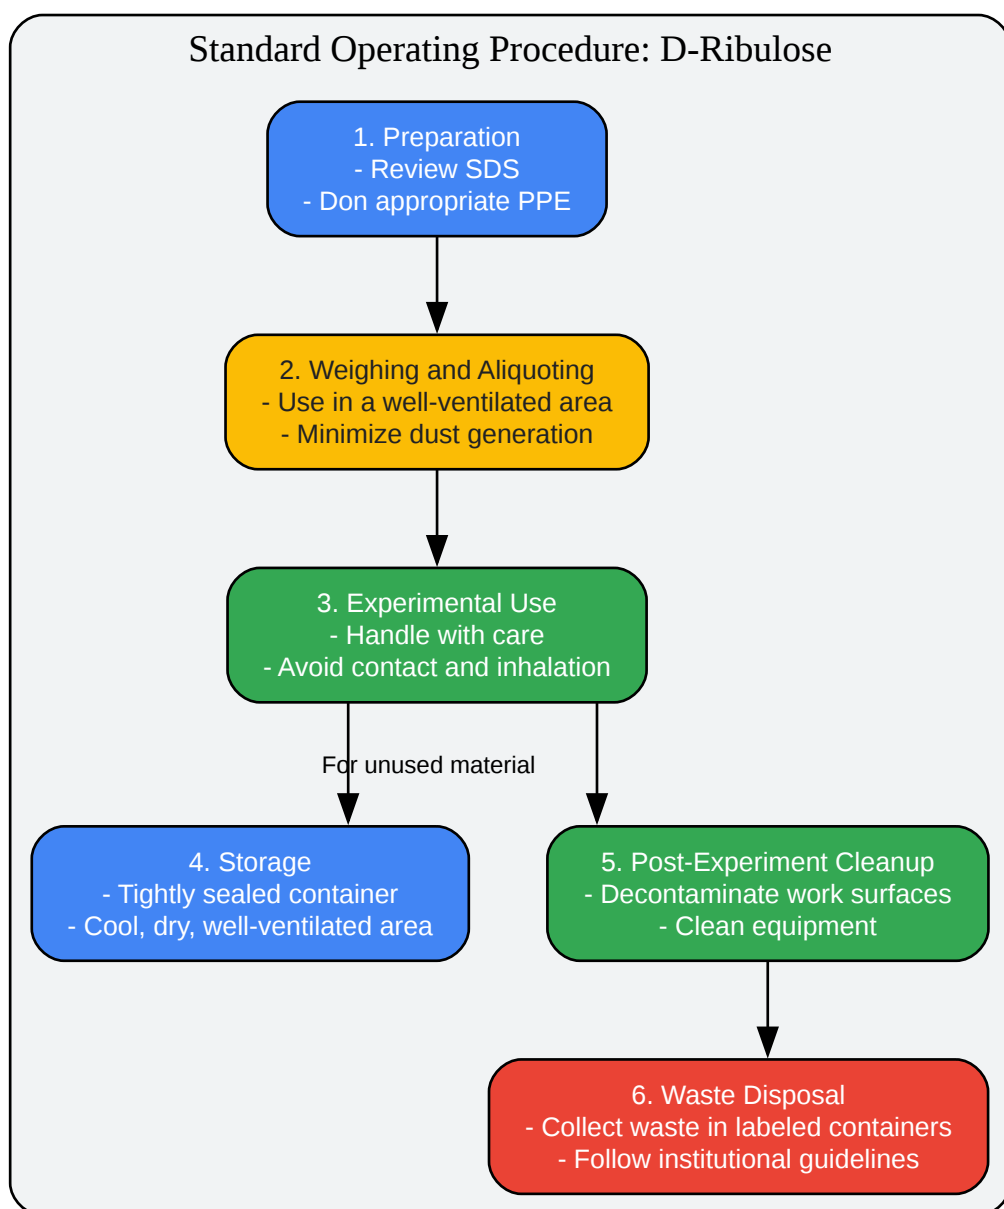 Standard Operating Procedure: D-Ribulose
1. Preparation
- Review SDS
- Don appropriate PPE
2. Weighing and Aliquoting
- Use in a well-ventilated area
- Minimize dust generation
3. Experimental Use
- Handle with care
- Avoid contact and inhalation
For unused material
4. Storage
- Tightly sealed container
- Cool, dry, well-ventilated area
5. Post-Experiment Cleanup
- Decontaminate work surfaces
- Clean equipment
6. Waste Disposal
- Collect waste in labeled containers
- Follow institutional guidelines